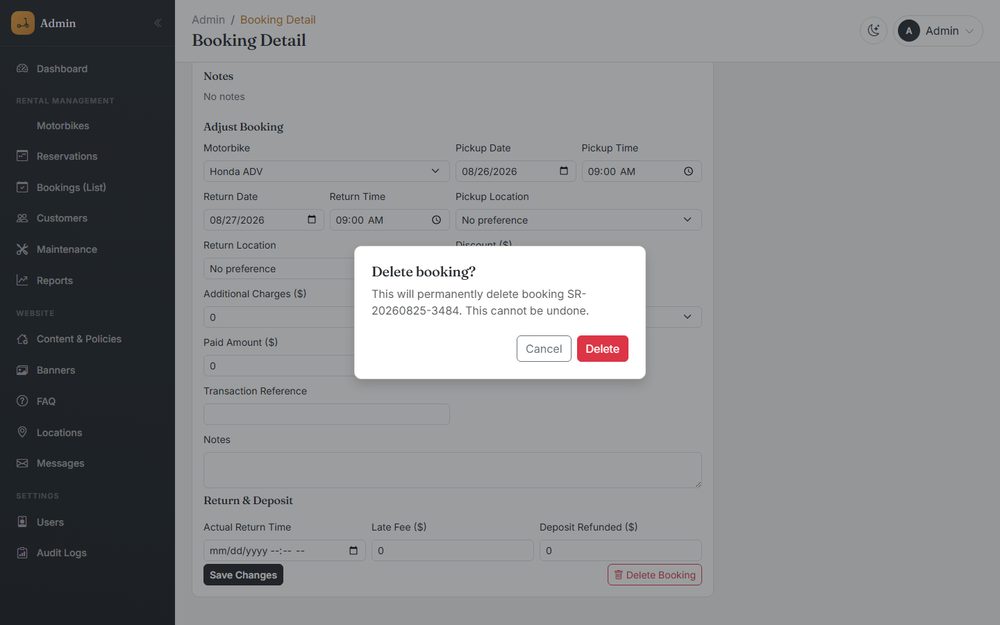 Admin
Dashboard
RENTAL MANAGEMENT
Motorbikes
Reservations
Bookings (List)
Customers
Maintenance
Reports
WEBSITE
Content & Policies
Banners
FAQ
Locations
Messages
SETTINGS
Users
Audit Logs
Admin / Booking Detail
Booking Detail
A Admin
Notes
No notes
Adjust Booking
Motorbike Pickup Date Pickup Time
Honda ADV 08/26/2026 09:00 AM
Return Date Return Time Pickup Location
08/27/2026 09:00 AM No preference
Return Location Discount ($)
No preference
Additional Charges ($)
0
Paid Amount ($)
0
Transaction Reference
Notes
Return & Deposit
Actual Return Time Late Fee ($) Deposit Refunded ($)
mm/dd/yyyy --:-- -- 0 0
Save Changes Delete Booking
Delete booking?
This will permanently delete booking SR-
20260825-3484. This cannot be undone.
Cancel Delete